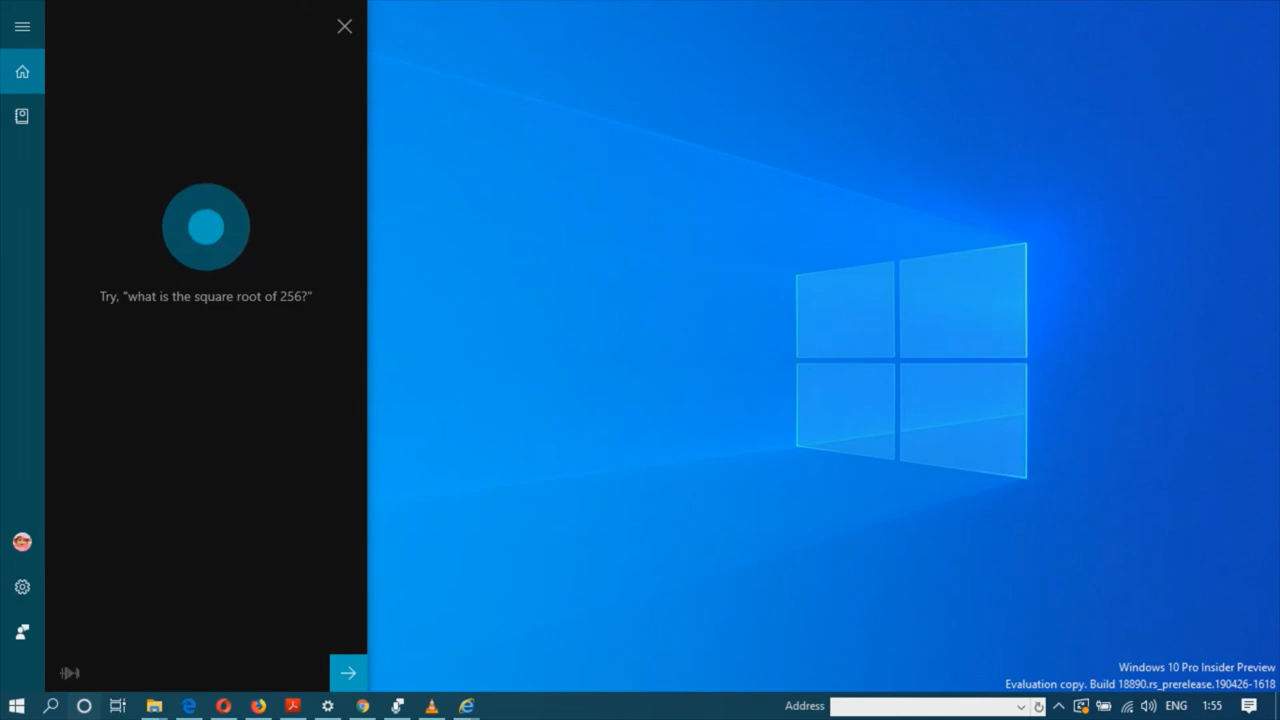 Try, "what is the square root of 256?"
Windows 10 Pro Insider Preview
Evaluation copy. Build 18890.rs_prerelease.190426-1618
Address
ENG
1:55